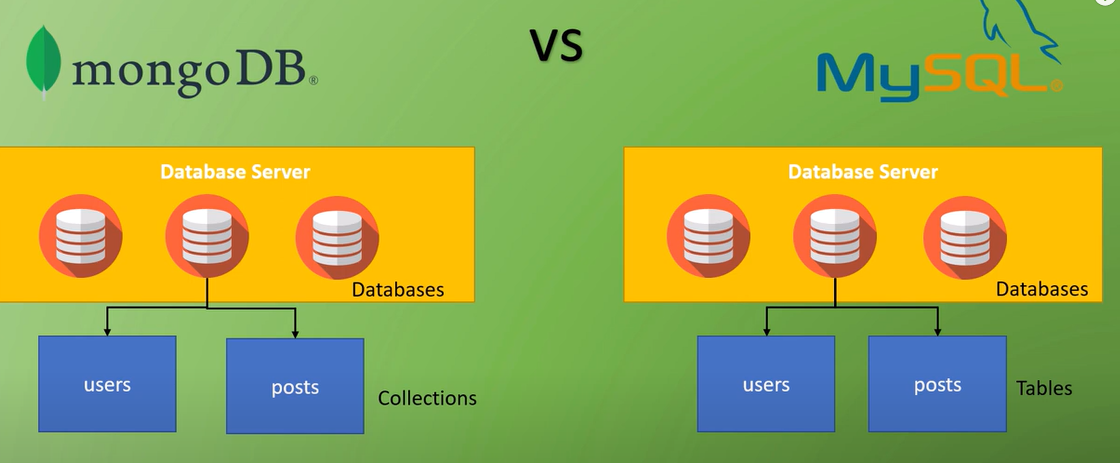 mongoDB®
VS
MySQL®
Database Server
Databases
users
posts
Collections
Database Server
Databases
users
posts
Tables